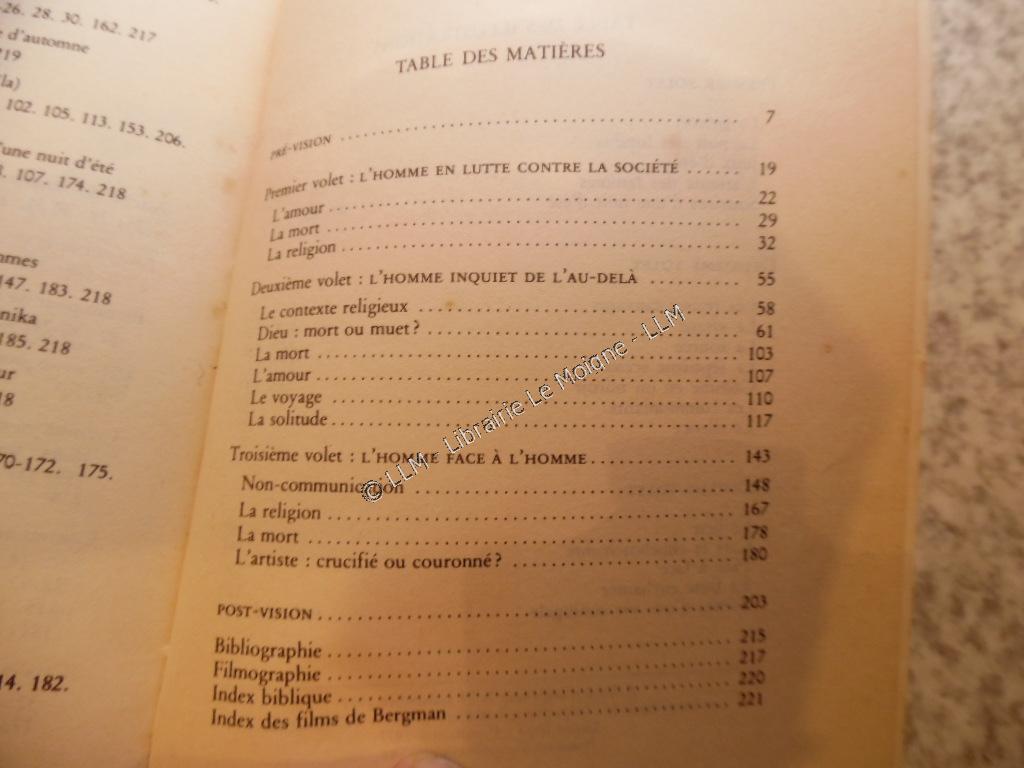 -26. 28. 30. 162. 217
d'automne
219
(la)
102. 105. 113. 153. 206.
'une nuit d'été
107. 174. 218
mmes
147. 183. 218
nika
185. 218
ur
18
70-172. 175.
14. 182.
TABLE DES MATIÈRES
PRÉ-VISION ........ 7
Premier volet : L'HOMME EN LUTTE CONTRE LA SOCIÉTÉ ...... 19
L'amour ........ 22
La mort ........ 29
La religion ........ 32
Deuxième volet : L'HOMME INQUIET DE L'AU-DELÀ .......... 55
Le contexte religieux ........ 58
Dieu : mort ou muet ? ........ 61
La mort ........ 103
L'amour ........ 107
Le voyage ........ 110
La solitude ........ 117
Troisième volet : L'HOMME FACE À L'HOMME ........ 143
Non-communication ........ 148
La religion ........ 167
La mort ........ 178
L'artiste : crucifié ou couronné ? ........ 180
POST-VISION ........ 203
Bibliographie ........ 215
Filmographie ........ 217
Index biblique ........ 220
Index des films de Bergman ........ 221
© LLM - Librairie Le Moigne - LLM